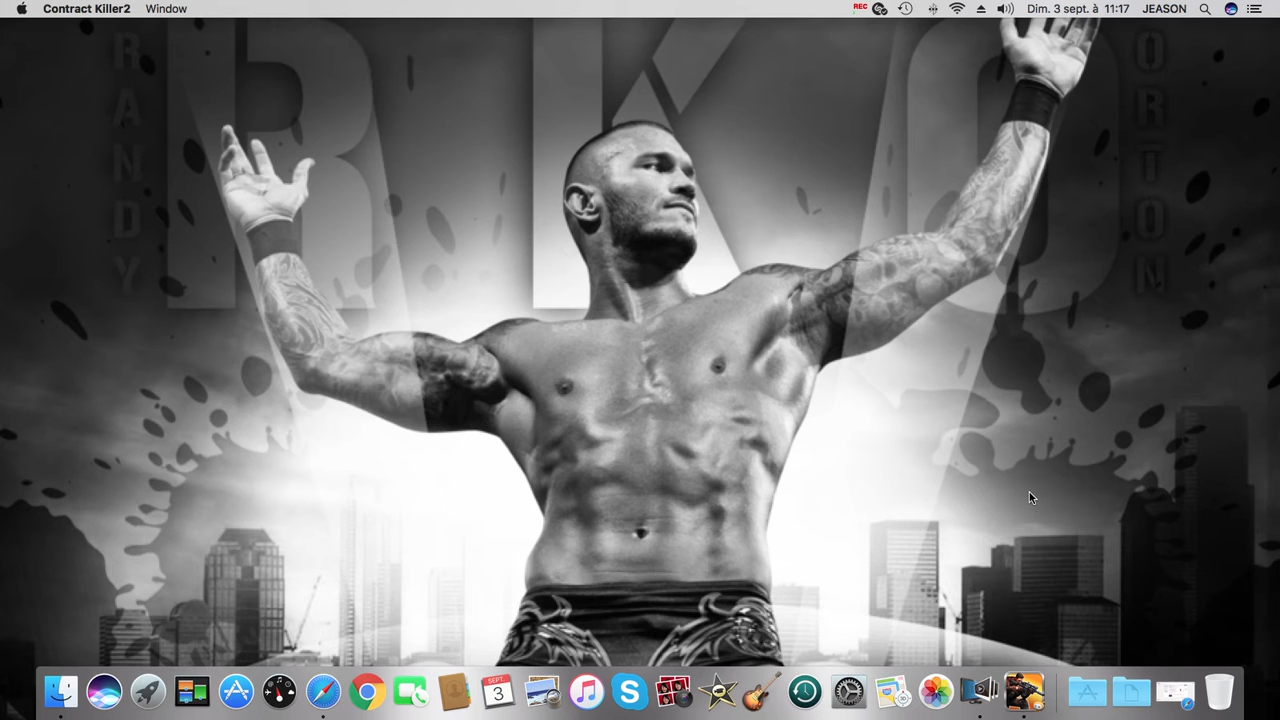 Contract Killer2 Window REC Dim. 3 sept. à 11:17 JEASON
RKO
RANDY
ORTON
SEPT.
3